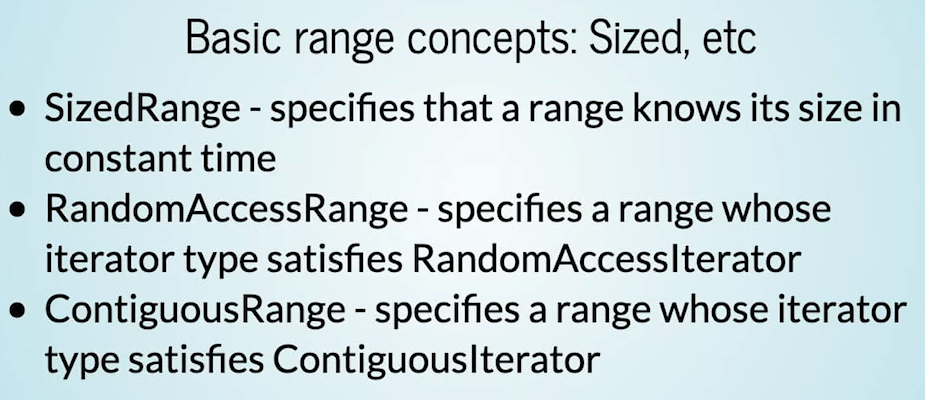 Basic range concepts: Sized, etc
• SizedRange - specifies that a range knows its size in
constant time
• RandomAccessRange - specifies a range whose
iterator type satisfies RandomAccessIterator
• ContiguousRange - specifies a range whose iterator
type satisfies ContiguousIterator